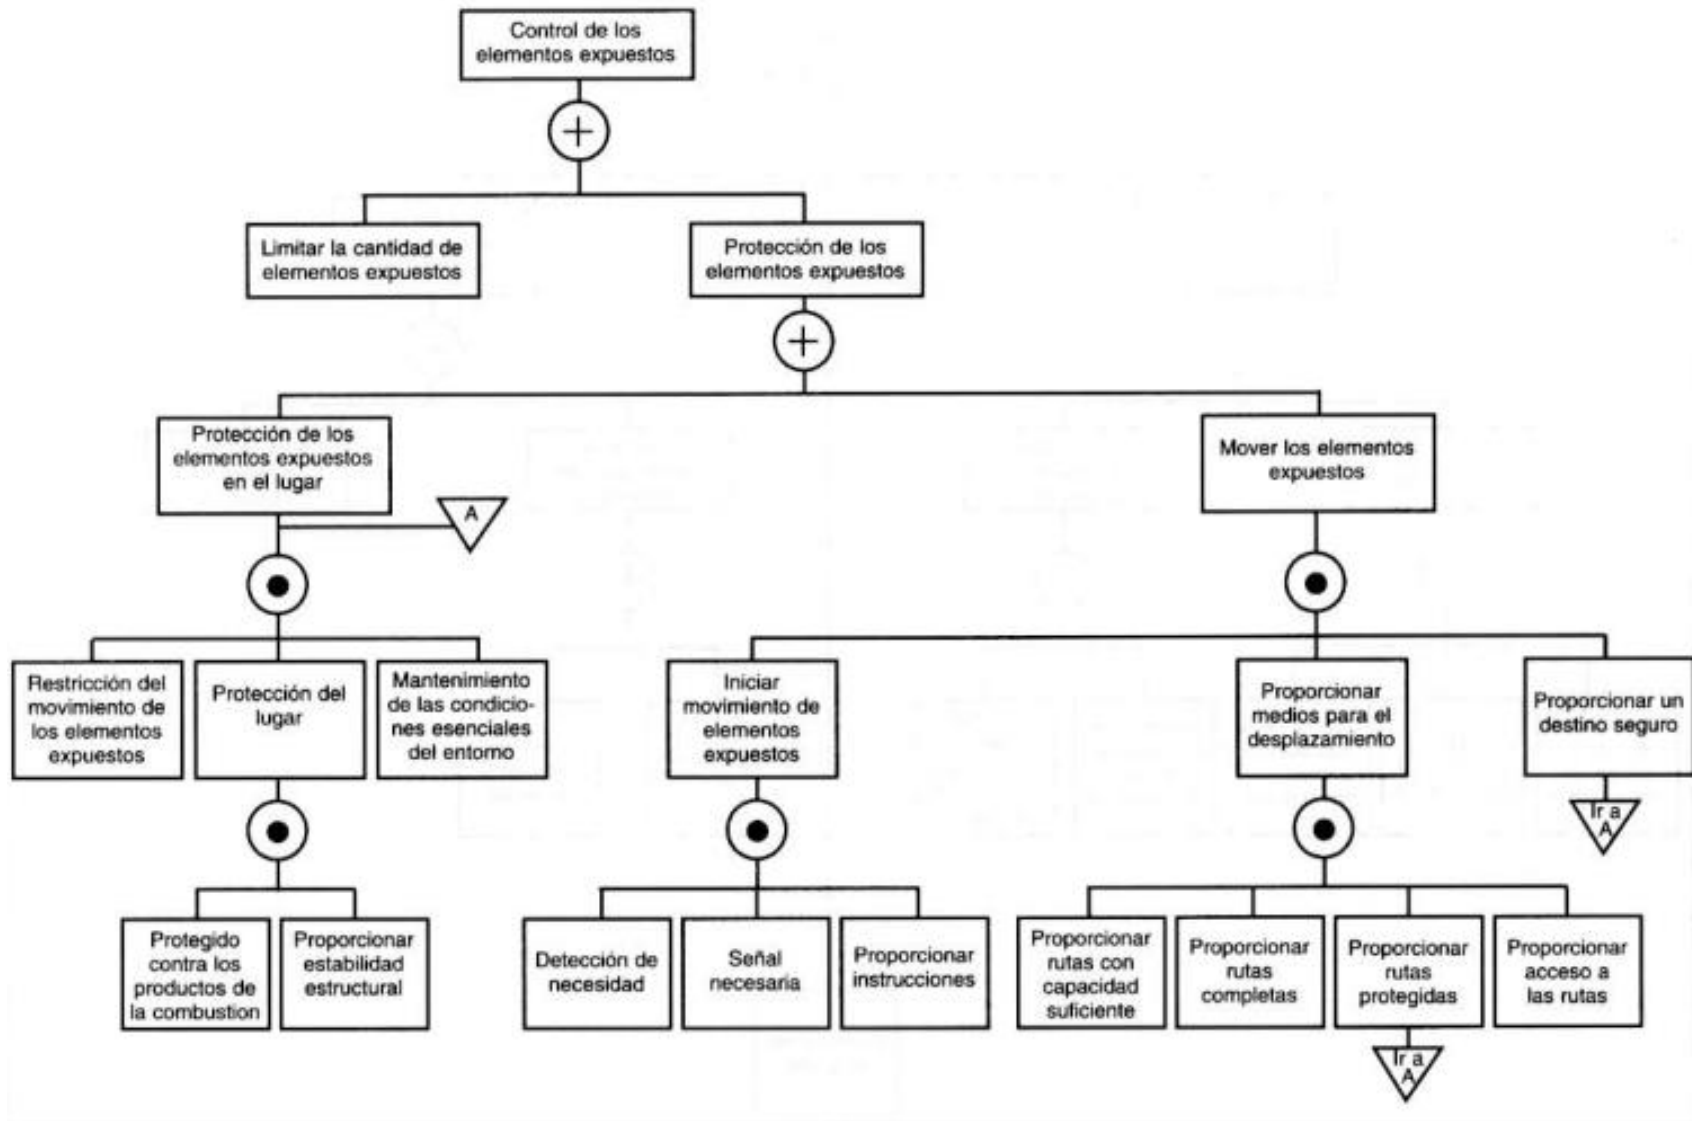 Control de los
elementos expuestos
Limitar la cantidad de
elementos expuestos
Protección de los
elementos expuestos
Protección de los
elementos expuestos
en el lugar
A
Mover los elementos
expuestos
Restricción del
movimiento de
los elementos
expuestos
Protección del
lugar
Mantenimiento
de las condicio-
nes esenciales
del entorno
Iniciar
movimiento de
elementos
expuestos
Proporcionar
medios para el
desplazamiento
Proporcionar un
destino seguro
Ir a
A
Protegido
contra los
productos de
la combustion
Proporcionar
estabilidad
estructural
Detección de
necesidad
Señal
necesaria
Proporcionar
instrucciones
Proporcionar
rutas con
capacidad
suficiente
Proporcionar
rutas
completas
Proporcionar
rutas
protegidas
Proporcionar
acceso a
las rutas
Ir a
A